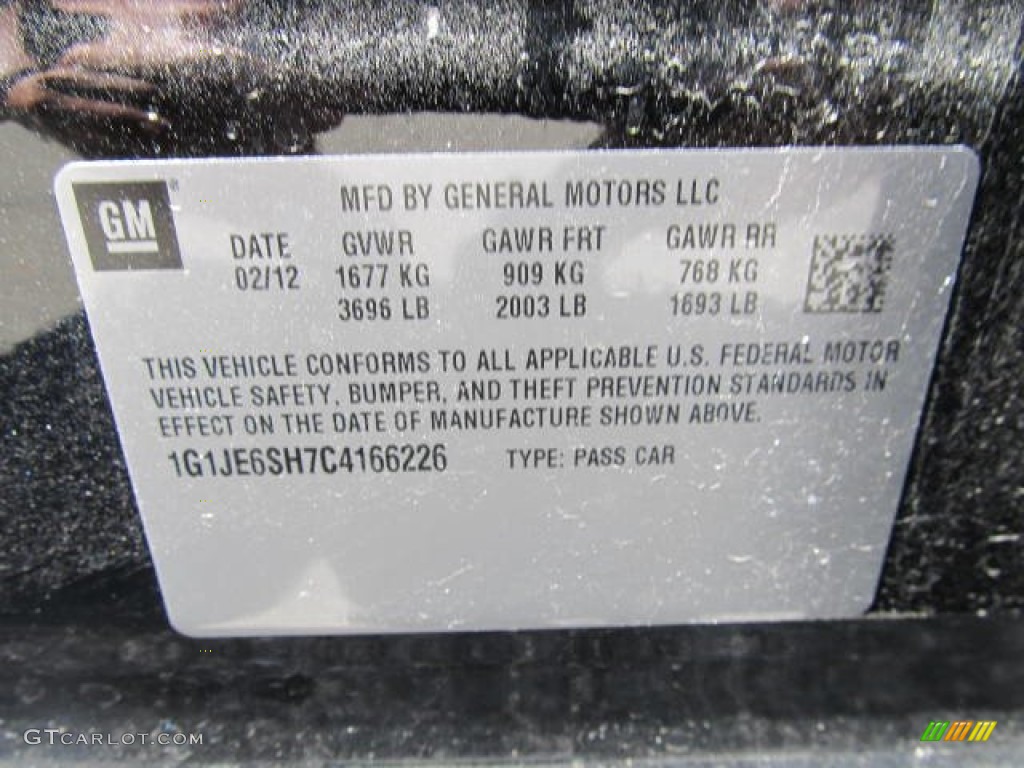 GM
MFD BY GENERAL MOTORS LLC
DATE GVWR GAWR FRT GAWR RR
02/12 1677 KG 909 KG 768 KG
3696 LB 2003 LB 1693 LB
THIS VEHICLE CONFORMS TO ALL APPLICABLE U.S. FEDERAL MOTOR
VEHICLE SAFETY, BUMPER, AND THEFT PREVENTION STANDARDS IN
EFFECT ON THE DATE OF MANUFACTURE SHOWN ABOVE.
1G1JE6SH7C4166226 TYPE: PASS CAR
GTCARLOT.COM